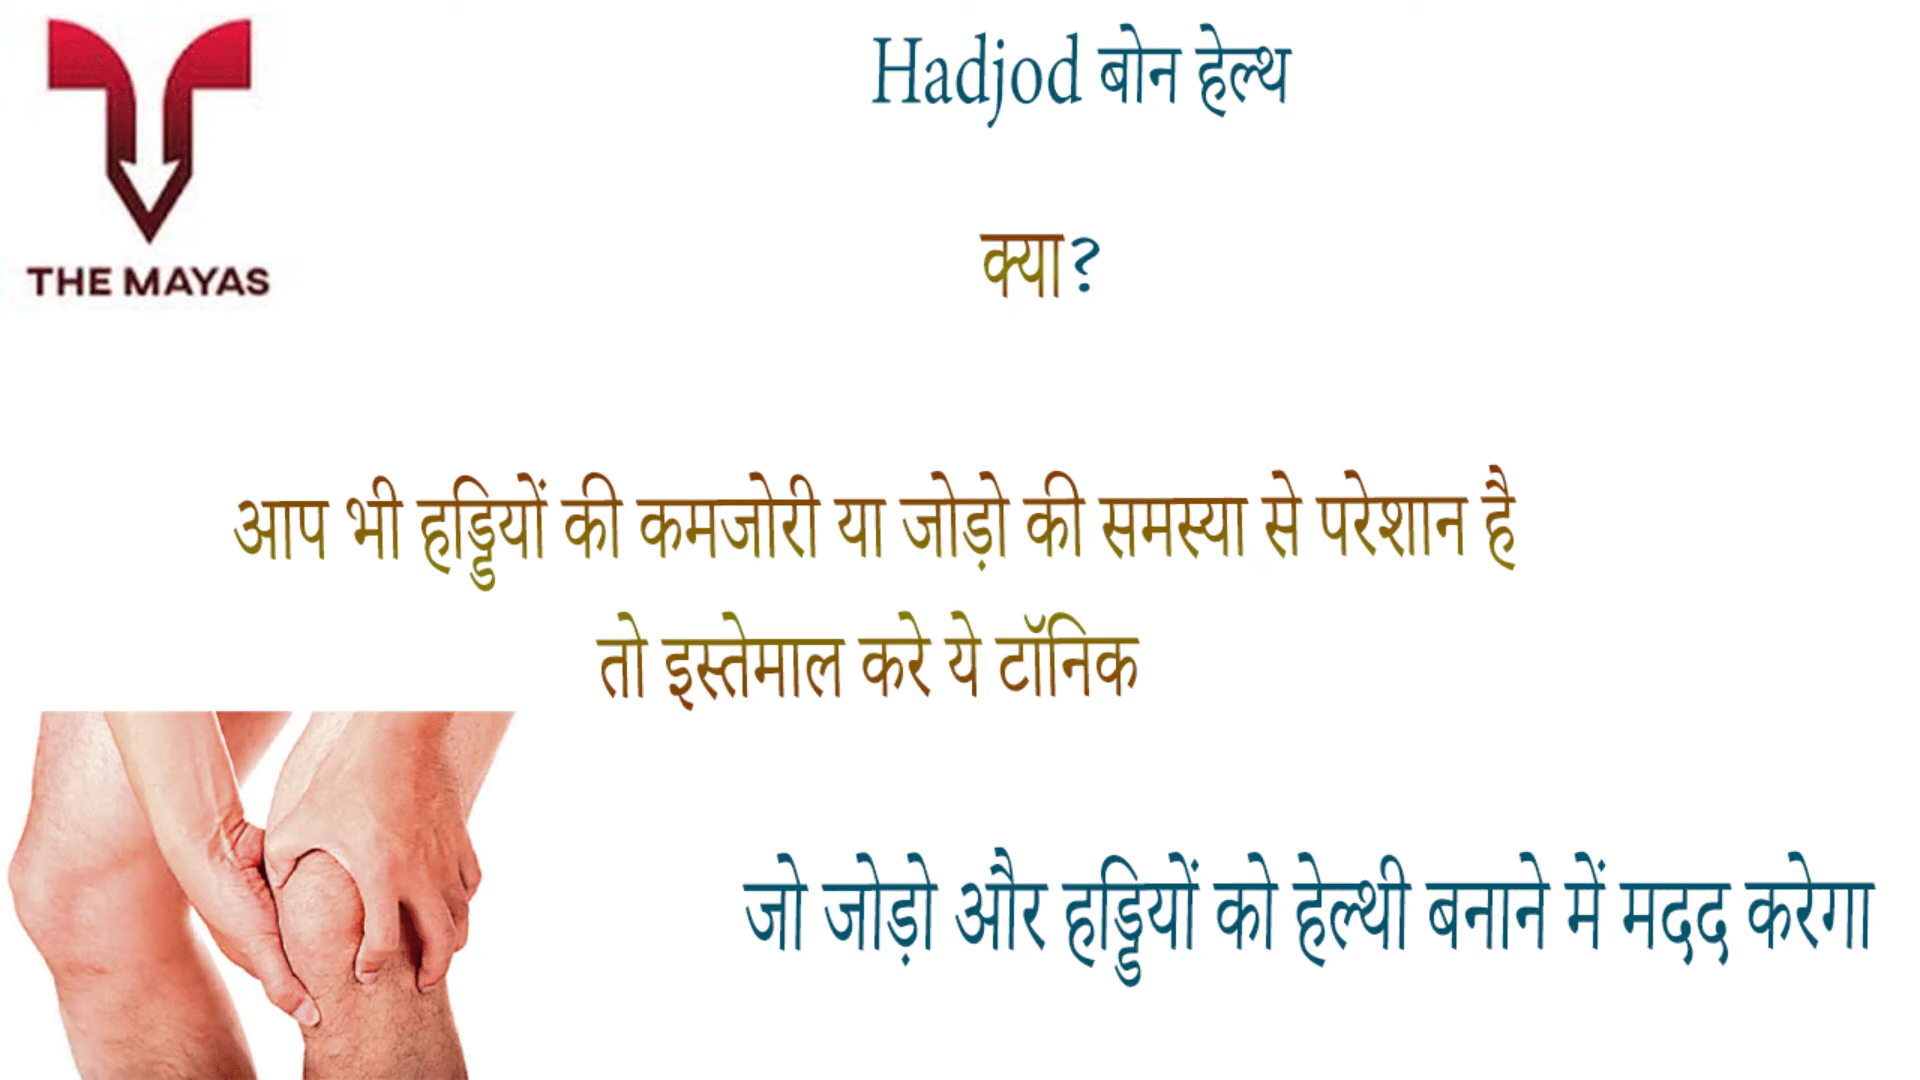 THE MAYAS
Hadjod बोन हेल्थ
क्या?
आप भी हड्डियों की कमजोरी या जोड़ो की समस्या से परेशान है
तो इस्तेमाल करे ये टॉनिक
जो जोड़ो और हड्डियों को हेल्थी बनाने में मदद करेगा